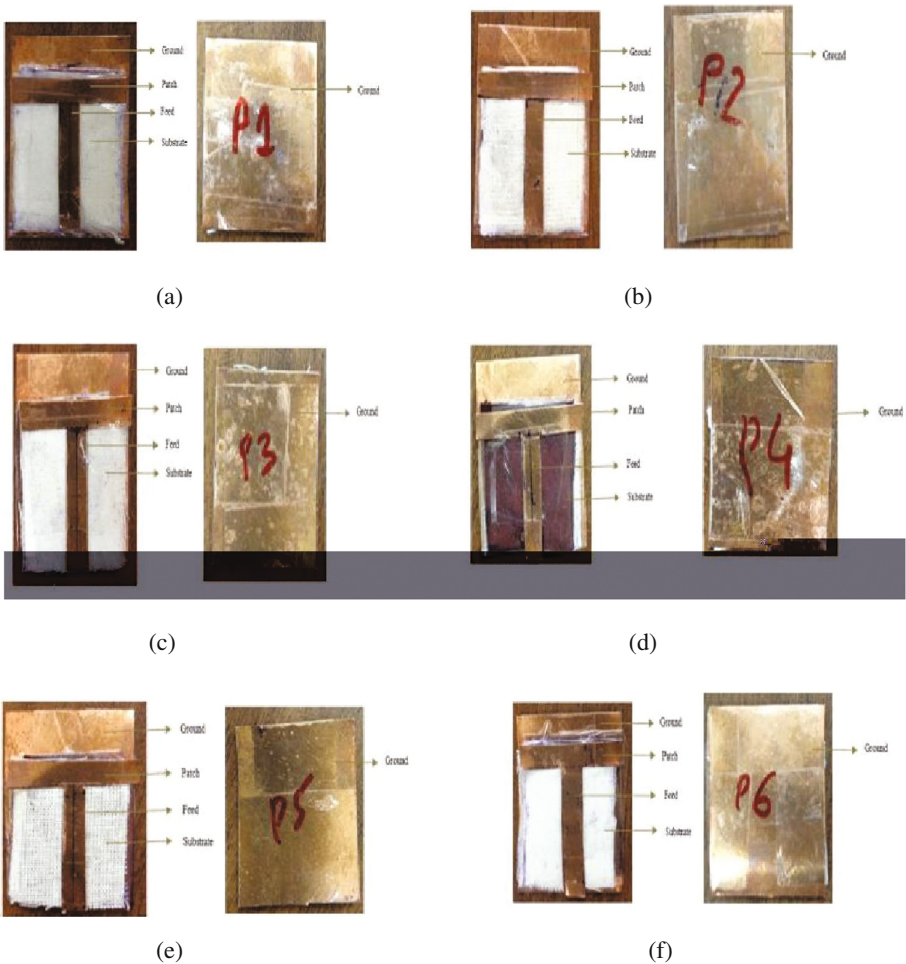 Ground
Patch
Feed
Substrate
P1
Ground
(a)
Ground
Patch
Feed
Substrate
P2
Ground
(b)
Ground
Patch
Feed
Substrate
P3
Ground
(c)
Ground
Patch
Feed
Substrate
P4
Ground
(d)
Ground
Patch
Feed
Substrate
P5
Ground
(e)
Ground
Patch
Feed
Substrate
P6
Ground
(f)